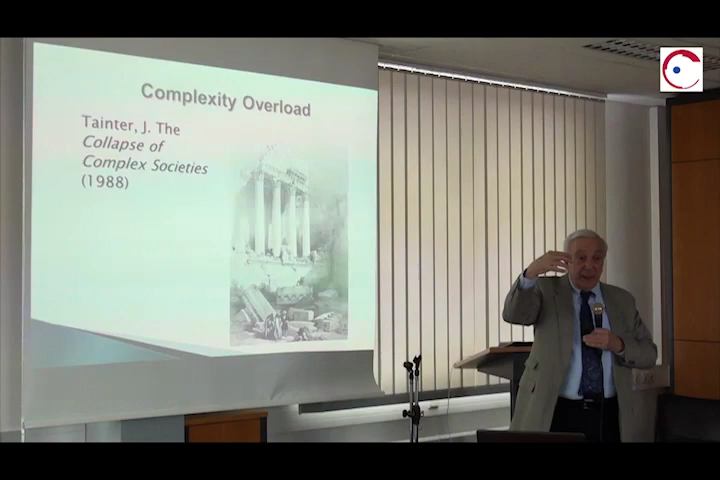 Complexity Overload
Tainter, J. The
Collapse of
Complex Societies
(1988)